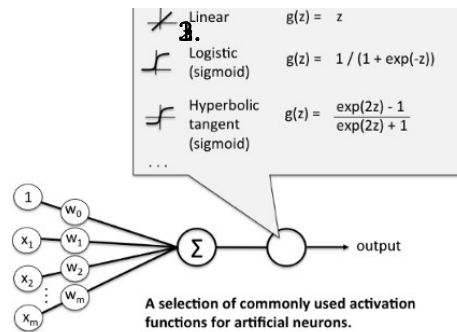 Linear g(z) = z
Logistic
(sigmoid) g(z) = 1 / (1 + exp(-z))
Hyperbolic
tangent
(sigmoid) g(z) = exp(2z) - 1
exp(2z) + 1
...
1
w₀
x₁ w₁
x₂ w₂
⋮
xₘ wₘ
Σ
output
A selection of commonly used activation
functions for artificial neurons.